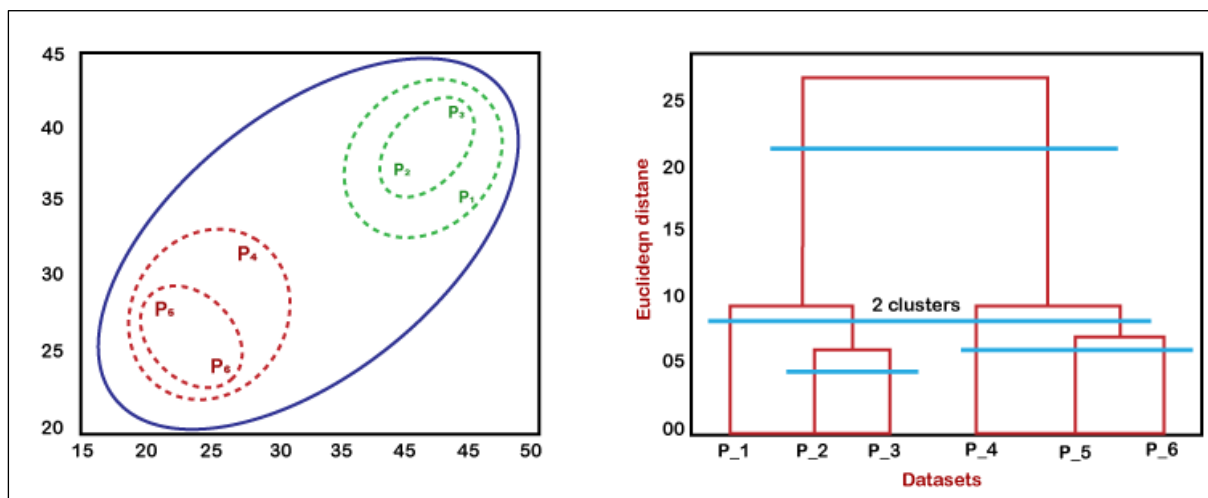 45
40
35
30
25
20
15 20 25 30 35 45 45 50
P₃
P₂
P₁
P₄
P₅
P₆
Euclideqn distane
25
20
15
10
05
00
2 clusters
P_1 P_2 P_3 P_4 P_5 P_6
Datasets